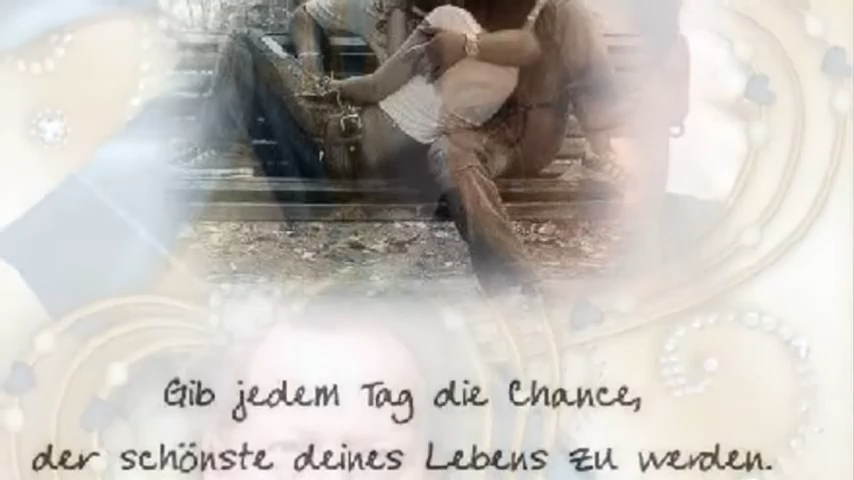 Gib jedem Tag die Chance,
der schönste deines Lebens zu werden.